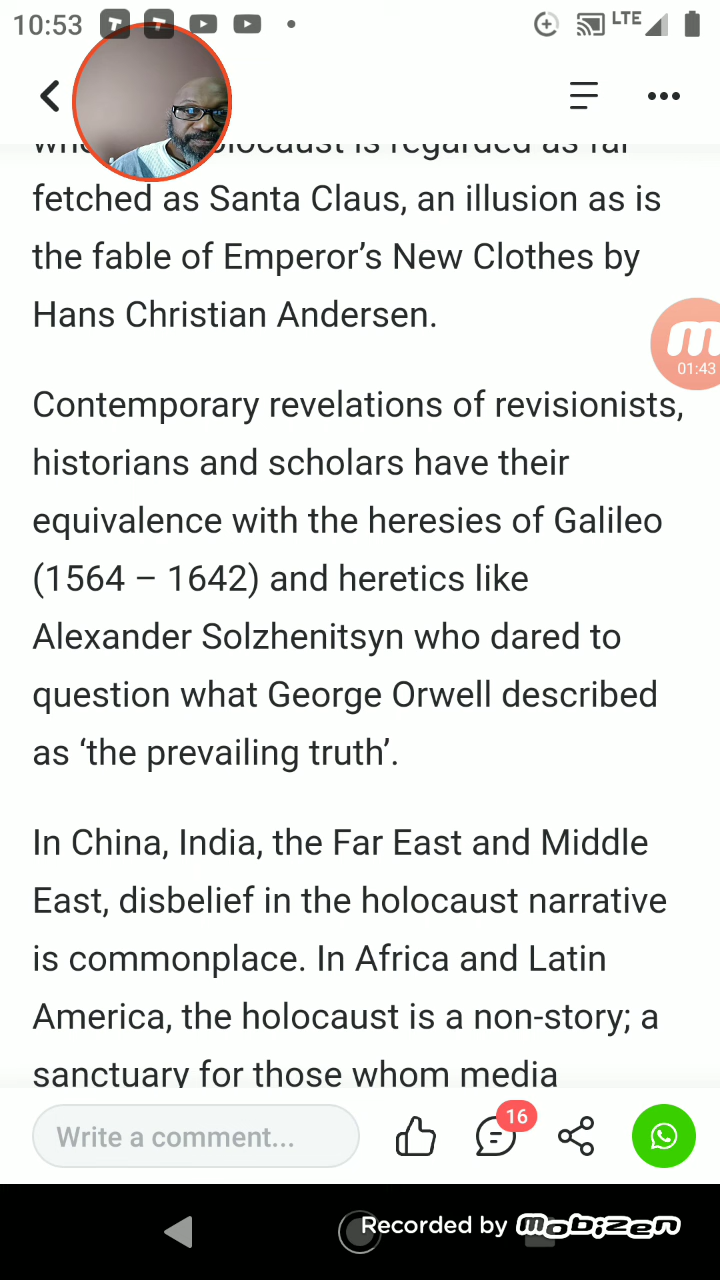 10:53
LTE
fetched as Santa Claus, an illusion as is
the fable of Emperor’s New Clothes by
Hans Christian Andersen.
01:43
Contemporary revelations of revisionists,
historians and scholars have their
equivalence with the heresies of Galileo
(1564 – 1642) and heretics like
Alexander Solzhenitsyn who dared to
question what George Orwell described
as ‘the prevailing truth’.
In China, India, the Far East and Middle
East, disbelief in the holocaust narrative
is commonplace. In Africa and Latin
America, the holocaust is a non-story; a
sanctuary for those whom media
Write a comment...
16
Recorded by mobizen